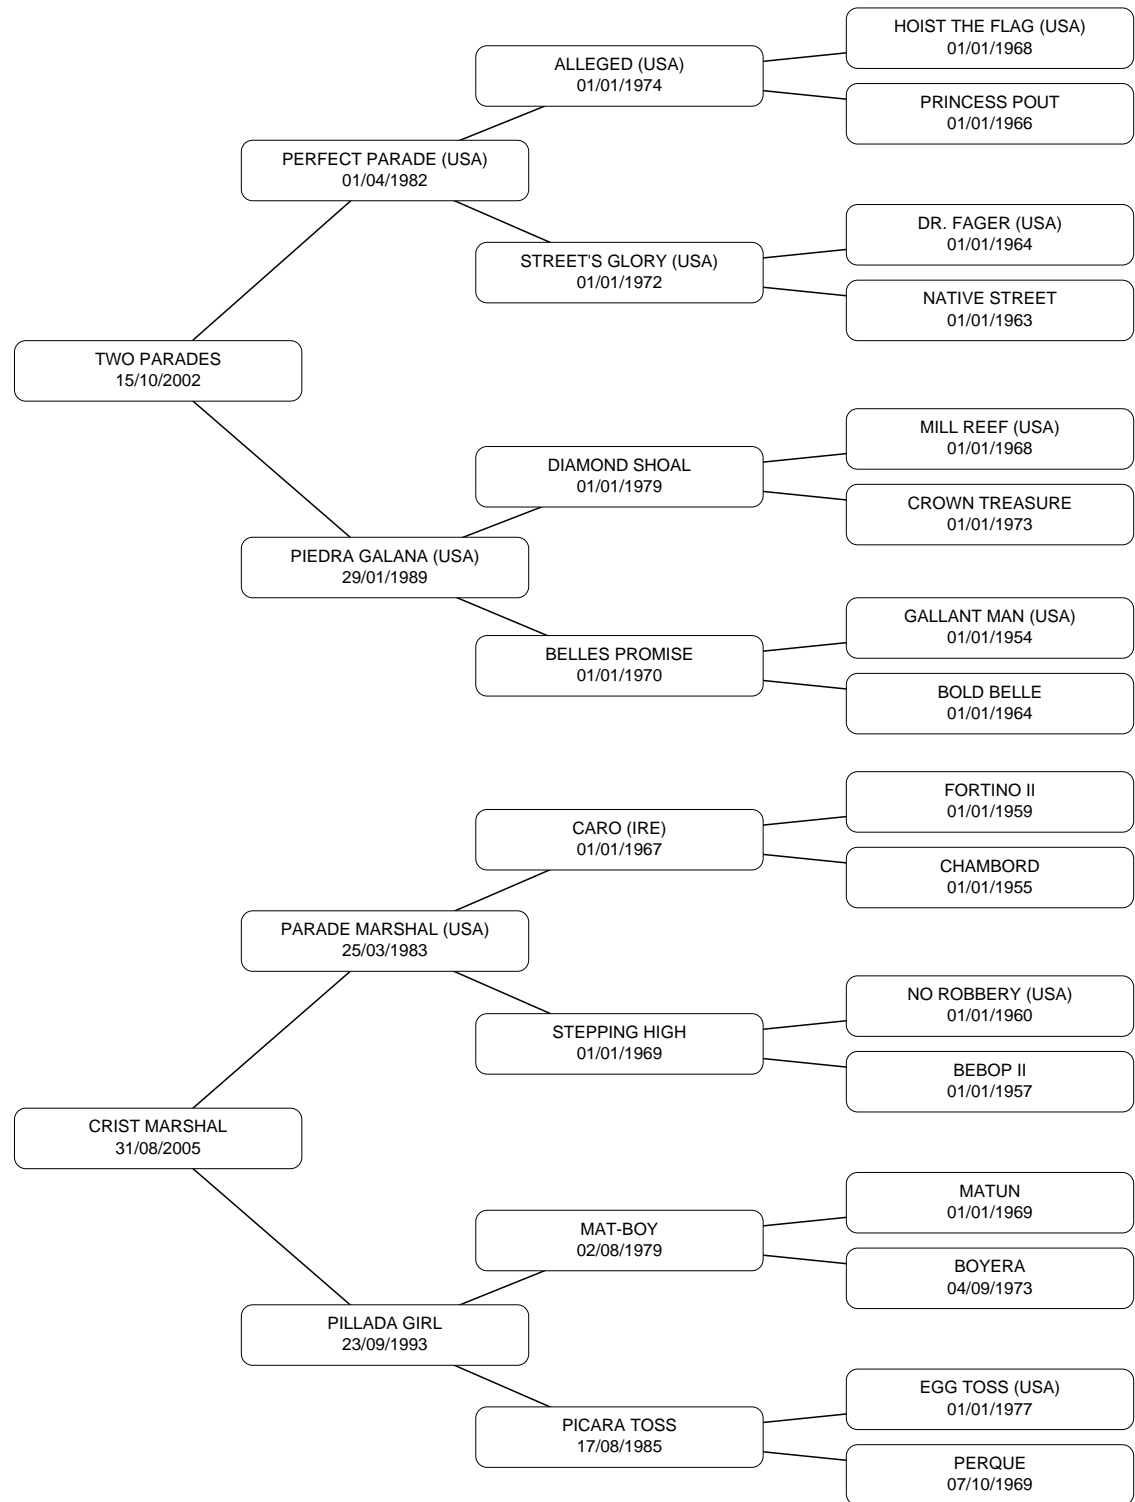 HOIST THE FLAG (USA)
01/01/1968
ALLEGED (USA)
01/01/1974
PRINCESS POUT
01/01/1966
PERFECT PARADE (USA)
01/04/1982
DR. FAGER (USA)
01/01/1964
STREET'S GLORY (USA)
01/01/1972
NATIVE STREET
01/01/1963
TWO PARADES
15/10/2002
MILL REEF (USA)
01/01/1968
DIAMOND SHOAL
01/01/1979
CROWN TREASURE
01/01/1973
PIEDRA GALANA (USA)
29/01/1989
GALLANT MAN (USA)
01/01/1954
BELLES PROMISE
01/01/1970
BOLD BELLE
01/01/1964
FORTINO II
01/01/1959
CARO (IRE)
01/01/1967
CHAMBORD
01/01/1955
PARADE MARSHAL (USA)
25/03/1983
NO ROBBERY (USA)
01/01/1960
STEPPING HIGH
01/01/1969
BEBOP II
01/01/1957
CRIST MARSHAL
31/08/2005
MATUN
01/01/1969
MAT-BOY
02/08/1979
BOYERA
04/09/1973
PILLADA GIRL
23/09/1993
EGG TOSS (USA)
01/01/1977
PICARA TOSS
17/08/1985
PERQUE
07/10/1969